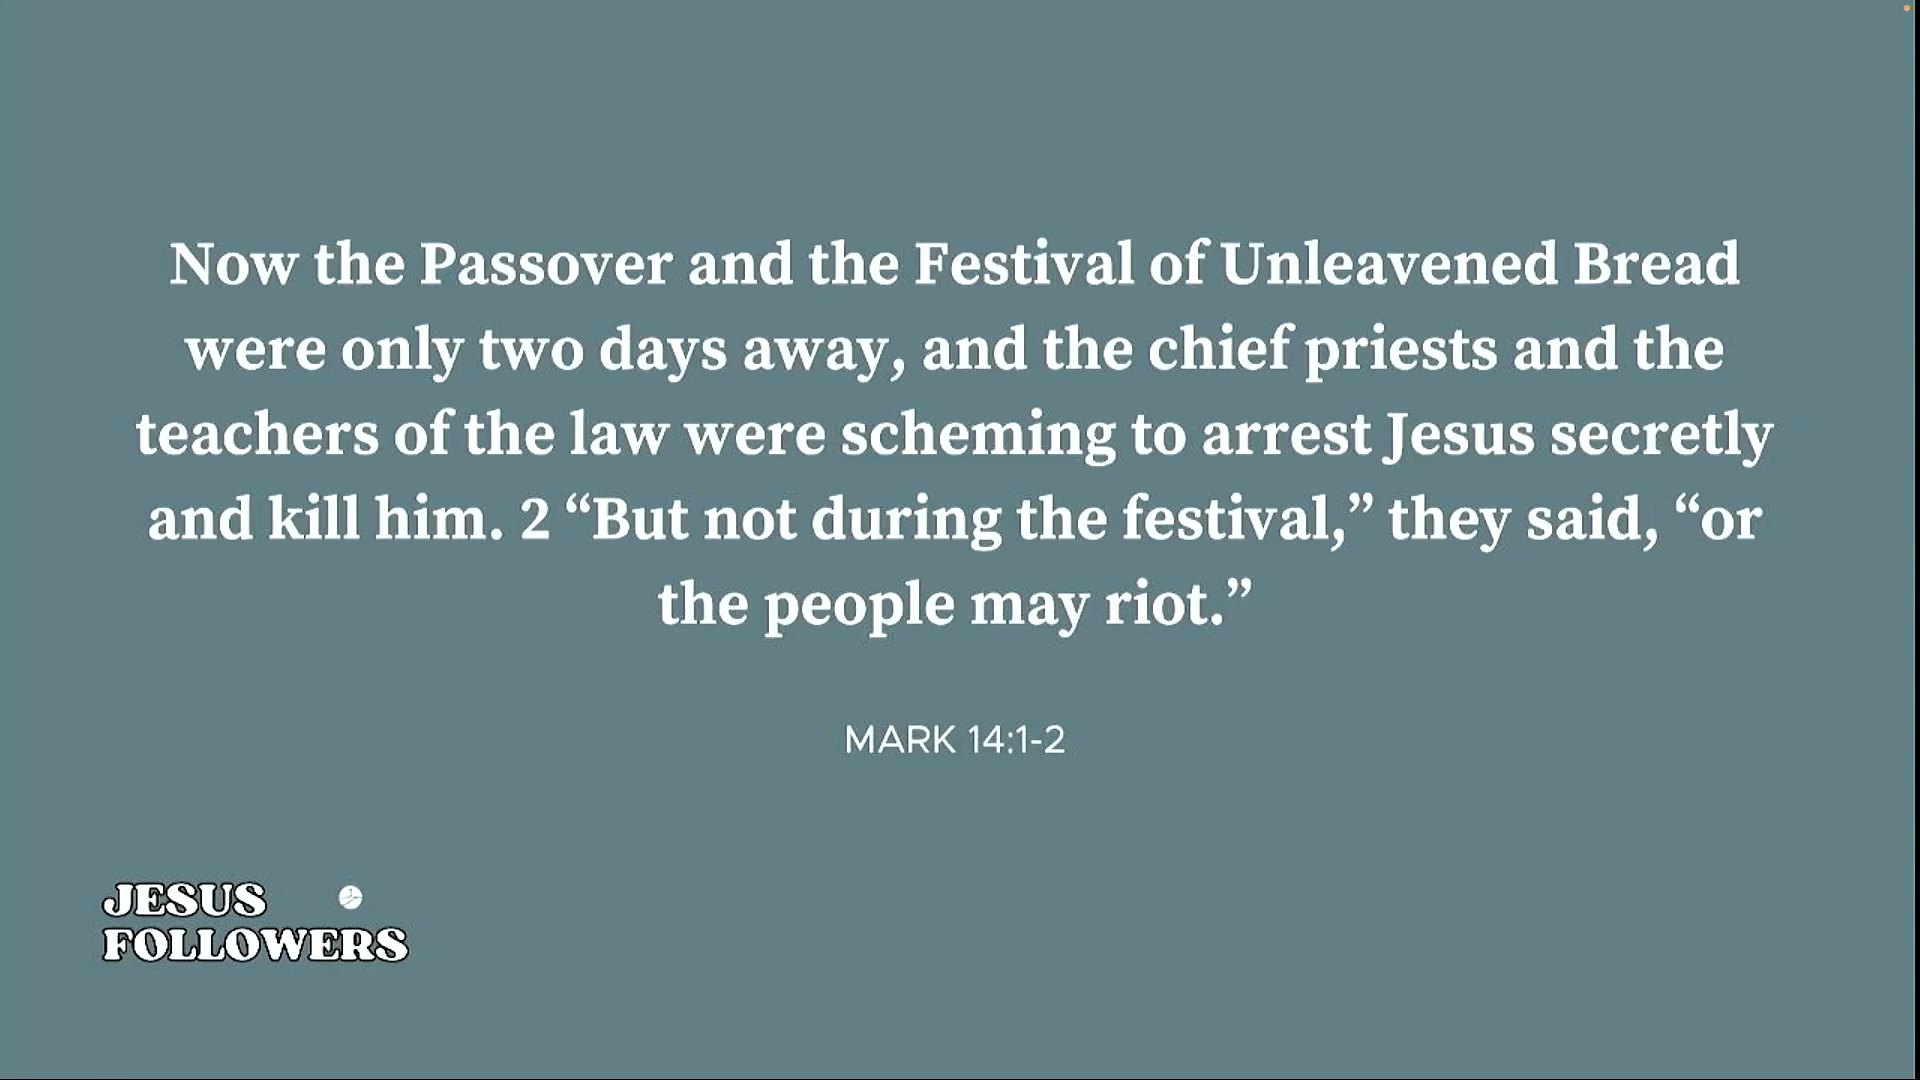 Now the Passover and the Festival of Unleavened Bread
were only two days away, and the chief priests and the
teachers of the law were scheming to arrest Jesus secretly
and kill him. 2 “But not during the festival,” they said, “or
the people may riot.”
MARK 14:1-2
JESUS
FOLLOWERS